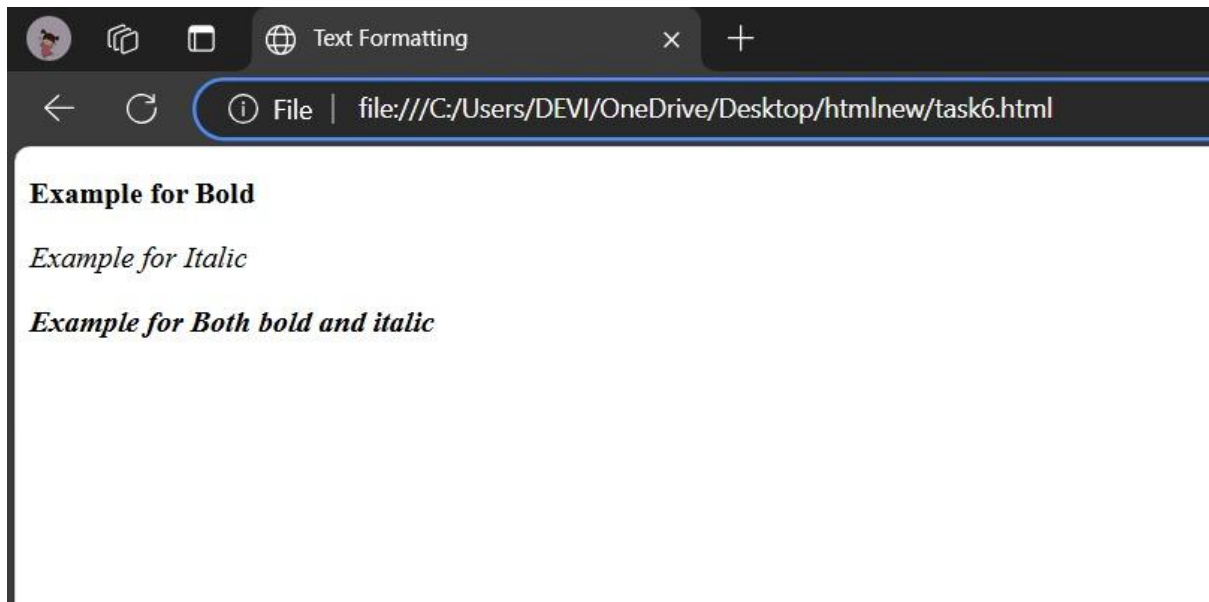 Text Formatting
File | file:///C:/Users/DEVI/OneDrive/Desktop/htmlnew/task6.html
Example for Bold
Example for Italic
Example for Both bold and italic